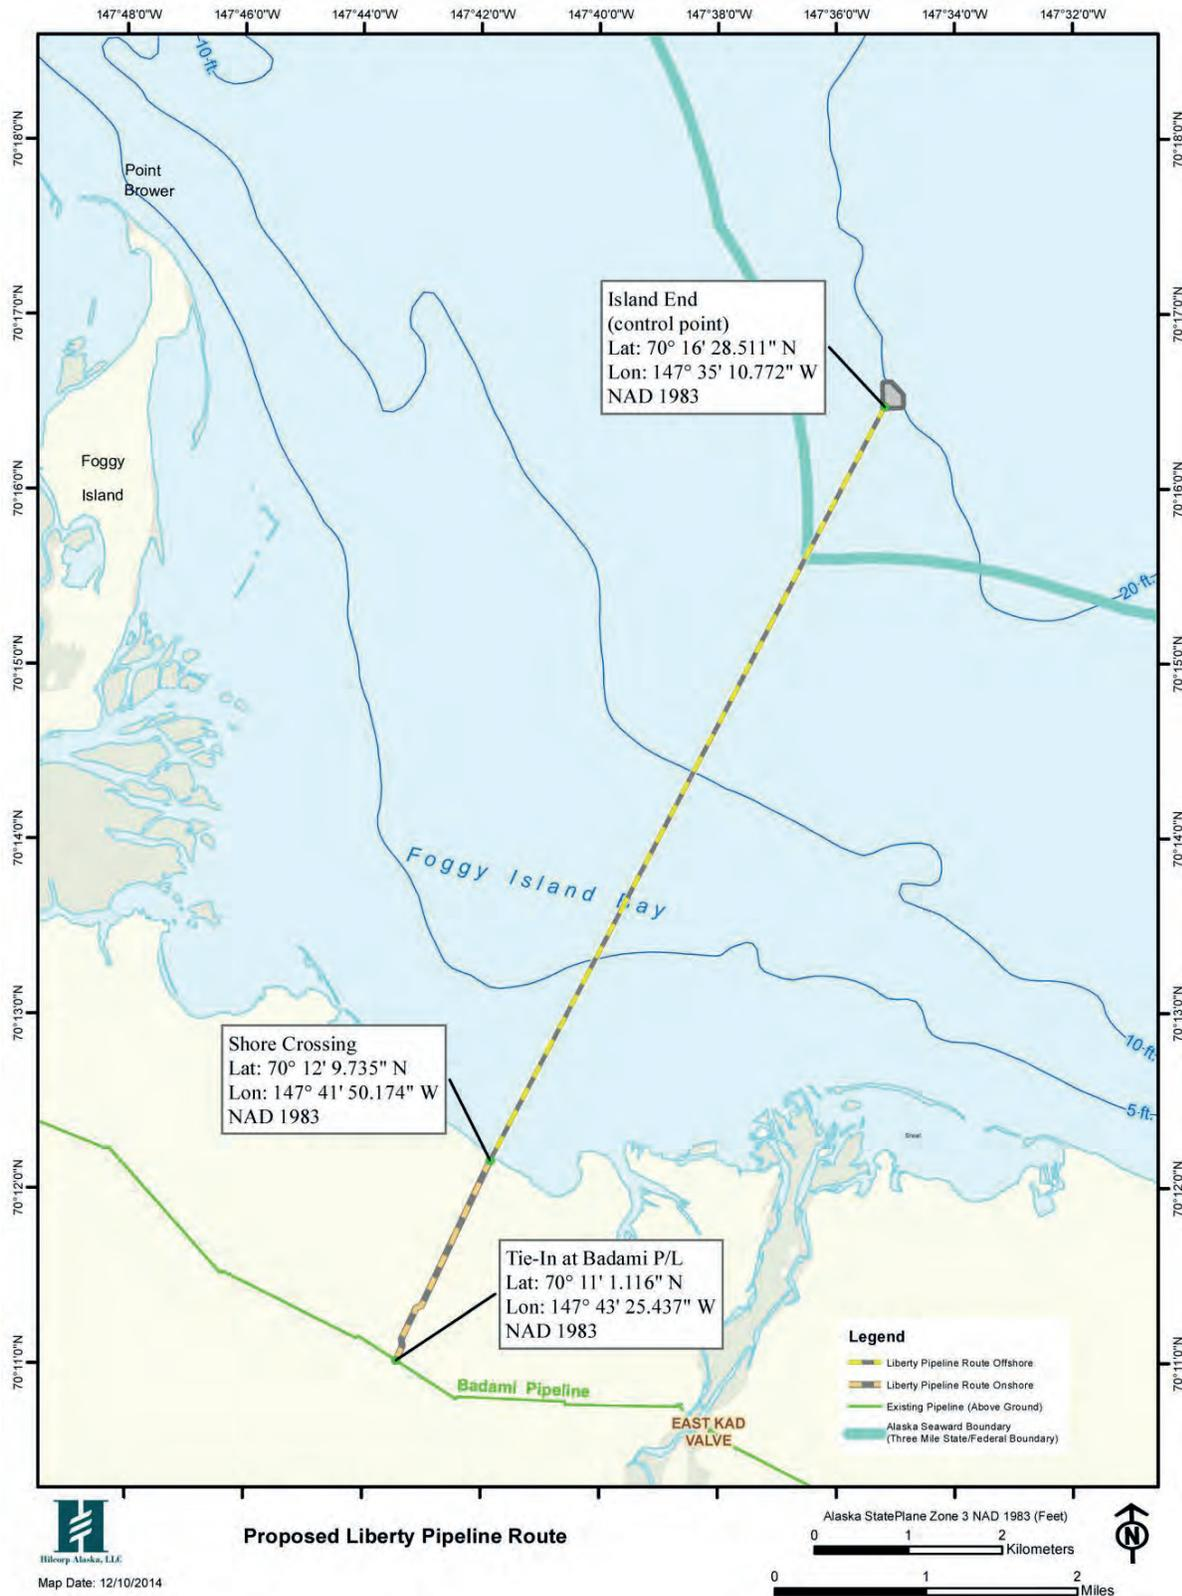 147°48'0"W
147°46'0"W
147°44'0"W
147°42'0"W
147°40'0"W
147°38'0"W
147°36'0"W
147°34'0"W
147°32'0"W
10-ft.
70°18'0"N
70°18'0"N
Point
Brower
Island End
(control point)
Lat: 70° 16' 28.511" N
Lon: 147° 35' 10.772" W
NAD 1983
70°17'0"N
70°17'0"N
Foggy
Island
70°16'0"N
70°16'0"N
20-ft.
70°15'0"N
70°15'0"N
70°14'0"N
70°14'0"N
Foggy Island Bay
70°13'0"N
70°13'0"N
10-ft.
5-ft.
Shore Crossing
Lat: 70° 12' 9.735" N
Lon: 147° 41' 50.174" W
NAD 1983
70°12'0"N
70°12'0"N
Tie-In at Badami P/L
Lat: 70° 11' 1.116" N
Lon: 147° 43' 25.437" W
NAD 1983
70°11'0"N
70°11'0"N
Badami Pipeline
EAST KAD
VALVE
Legend
Liberty Pipeline Route Offshore
Liberty Pipeline Route Onshore
Existing Pipeline (Above Ground)
Alaska Seaward Boundary
(Three Mile State/Federal Boundary)
Hilcorp Alaska, LLC
Map Date: 12/10/2014
Proposed Liberty Pipeline Route
Alaska StatePlane Zone 3 NAD 1983 (Feet)
0 1 2
Kilometers
0 1 2
Miles
N